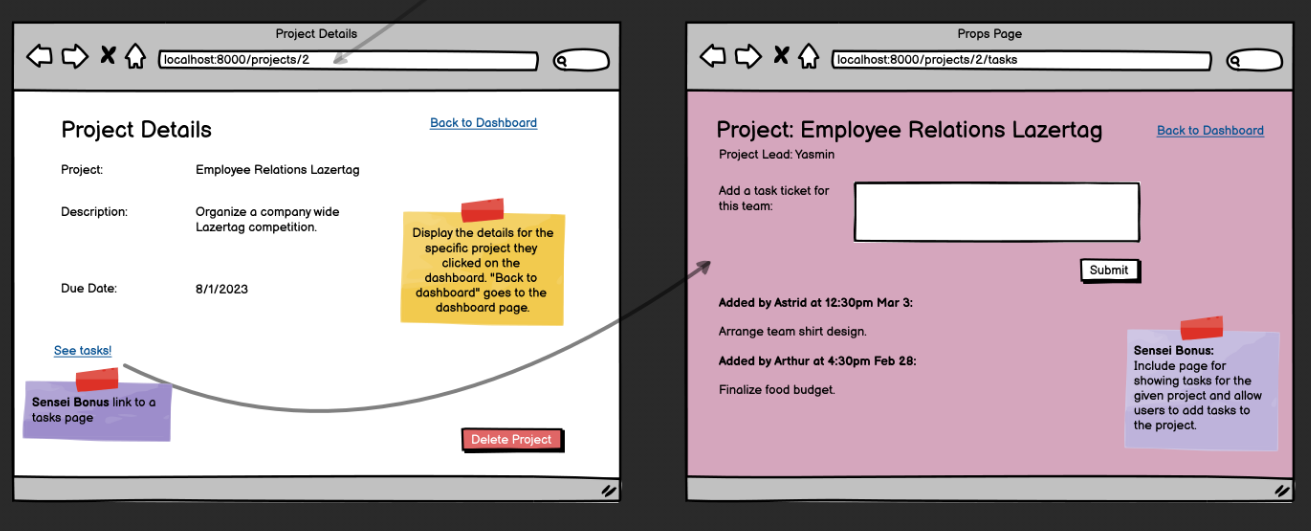 Project Details
localhost:8000/projects/2
Project Details
Back to Dashboard
Project:
Employee Relations Lazertag
Description:
Organize a company wide
Lazertag competition.
Display the details for the
specific project they
clicked on the
dashboard. "Back to
dashboard" goes to the
dashboard page.
Due Date:
8/1/2023
See tasks!
Sensei Bonus link to a
tasks page
Delete Project
Props Page
localhost:8000/projects/2/tasks
Project: Employee Relations Lazertag
Back to Dashboard
Project Lead: Yasmin
Add a task ticket for
this team:
Submit
Added by Astrid at 12:30pm Mar 3:
Arrange team shirt design.
Added by Arthur at 4:30pm Feb 28:
Finalize food budget.
Sensei Bonus:
Include page for
showing tasks for the
given project and allow
users to add tasks to
the project.